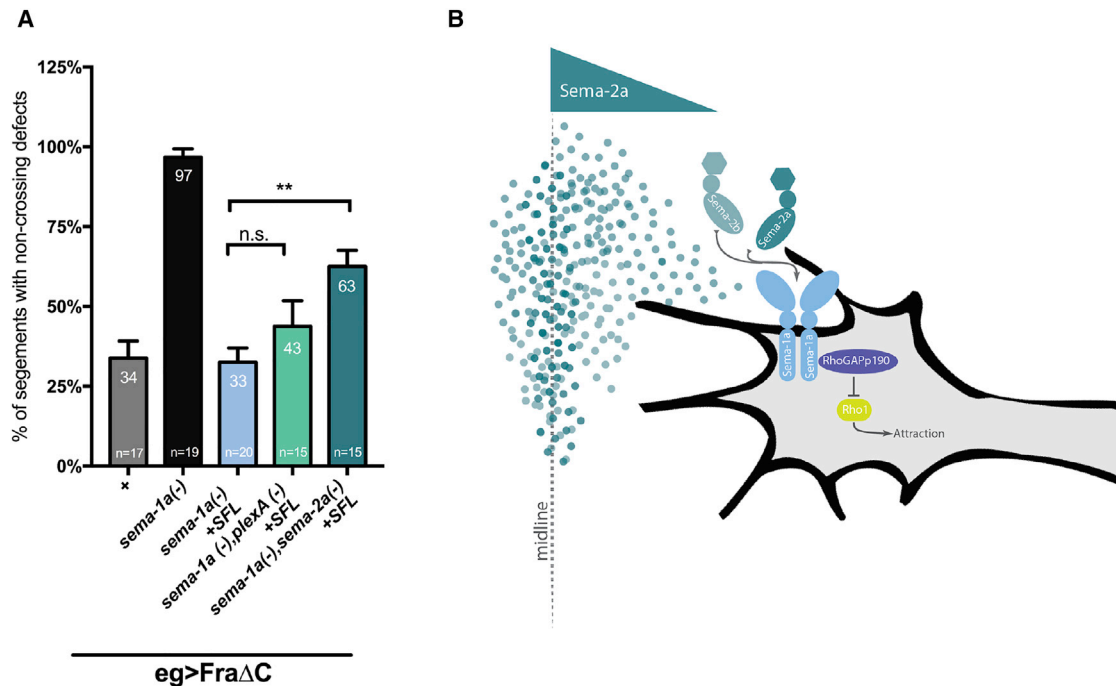 A
125%
100%
75%
50%
25%
0%
% of segements with non-crossing defects
97
**
n.s.
34
33
43
63
n=17
n=19
n=20
n=15
n=15
+
sema-1a(-)
sema-1a(-)
+SFL
sema-1a (-),plexA (-)
+SFL
sema-1a(-),sema-2a(-)
+SFL
eg>FraΔC
B
Sema-2a
Sema-2b
Sema-2a
Sema-1a
Sema-1a
RhoGAPp190
Rho1
Attraction
midline